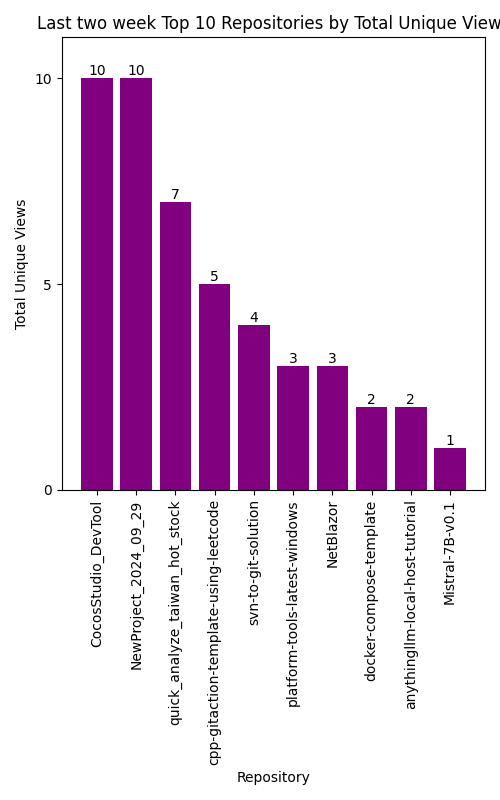 Last two week Top 10 Repositories by Total Unique View
Total Unique Views
10
5
0
10
10
7
5
4
3
3
2
2
1
CocosStudio_DevTool
NewProject_2024_09_29
quick_analyze_taiwan_hot_stock
cpp-gitaction-template-using-leetcode
svn-to-git-solution
platform-tools-latest-windows
NetBlazor
docker-compose-template
anythingllm-local-host-tutorial
Mistral-7B-v0.1
Repository